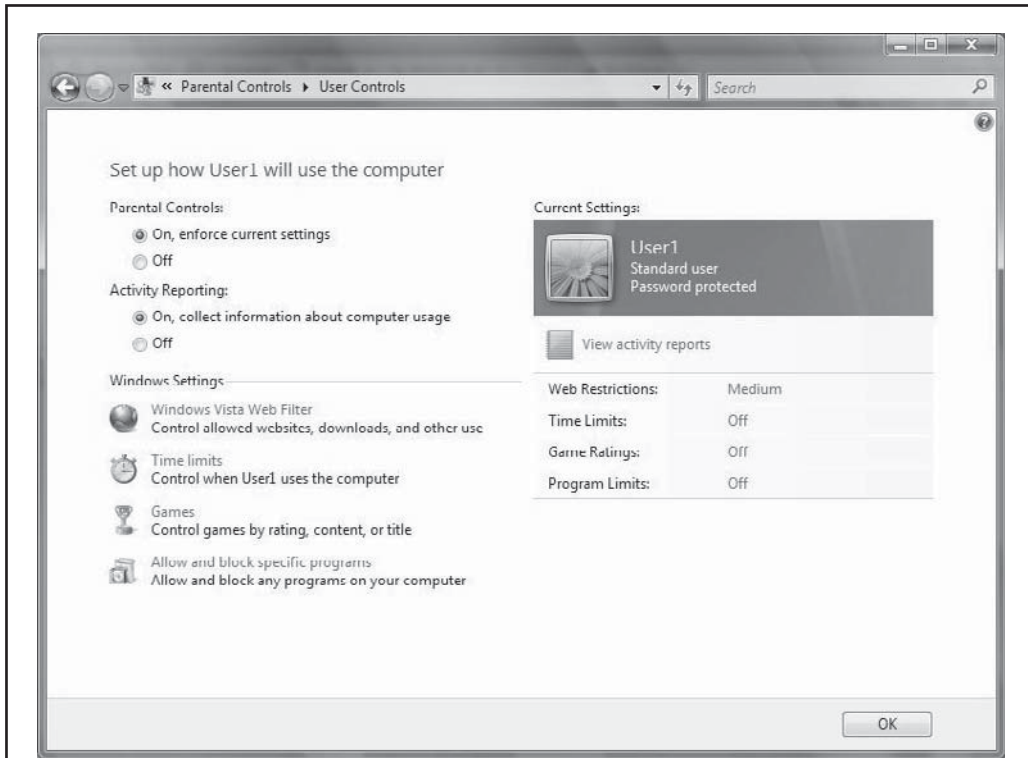 « Parental Controls ▸ User Controls
Search
Set up how User1 will use the computer
Parental Controls:
On, enforce current settings
Off
Activity Reporting:
On, collect information about computer usage
Off
Windows Settings
Windows Vista Web Filter
Control allowed websites, downloads, and other use
Time limits
Control when User1 uses the computer
Games
Control games by rating, content, or title
Allow and block specific programs
Allow and block any programs on your computer
Current Settings:
User1
Standard user
Password protected
View activity reports
Web Restrictions: Medium
Time Limits: Off
Game Ratings: Off
Program Limits: Off
OK